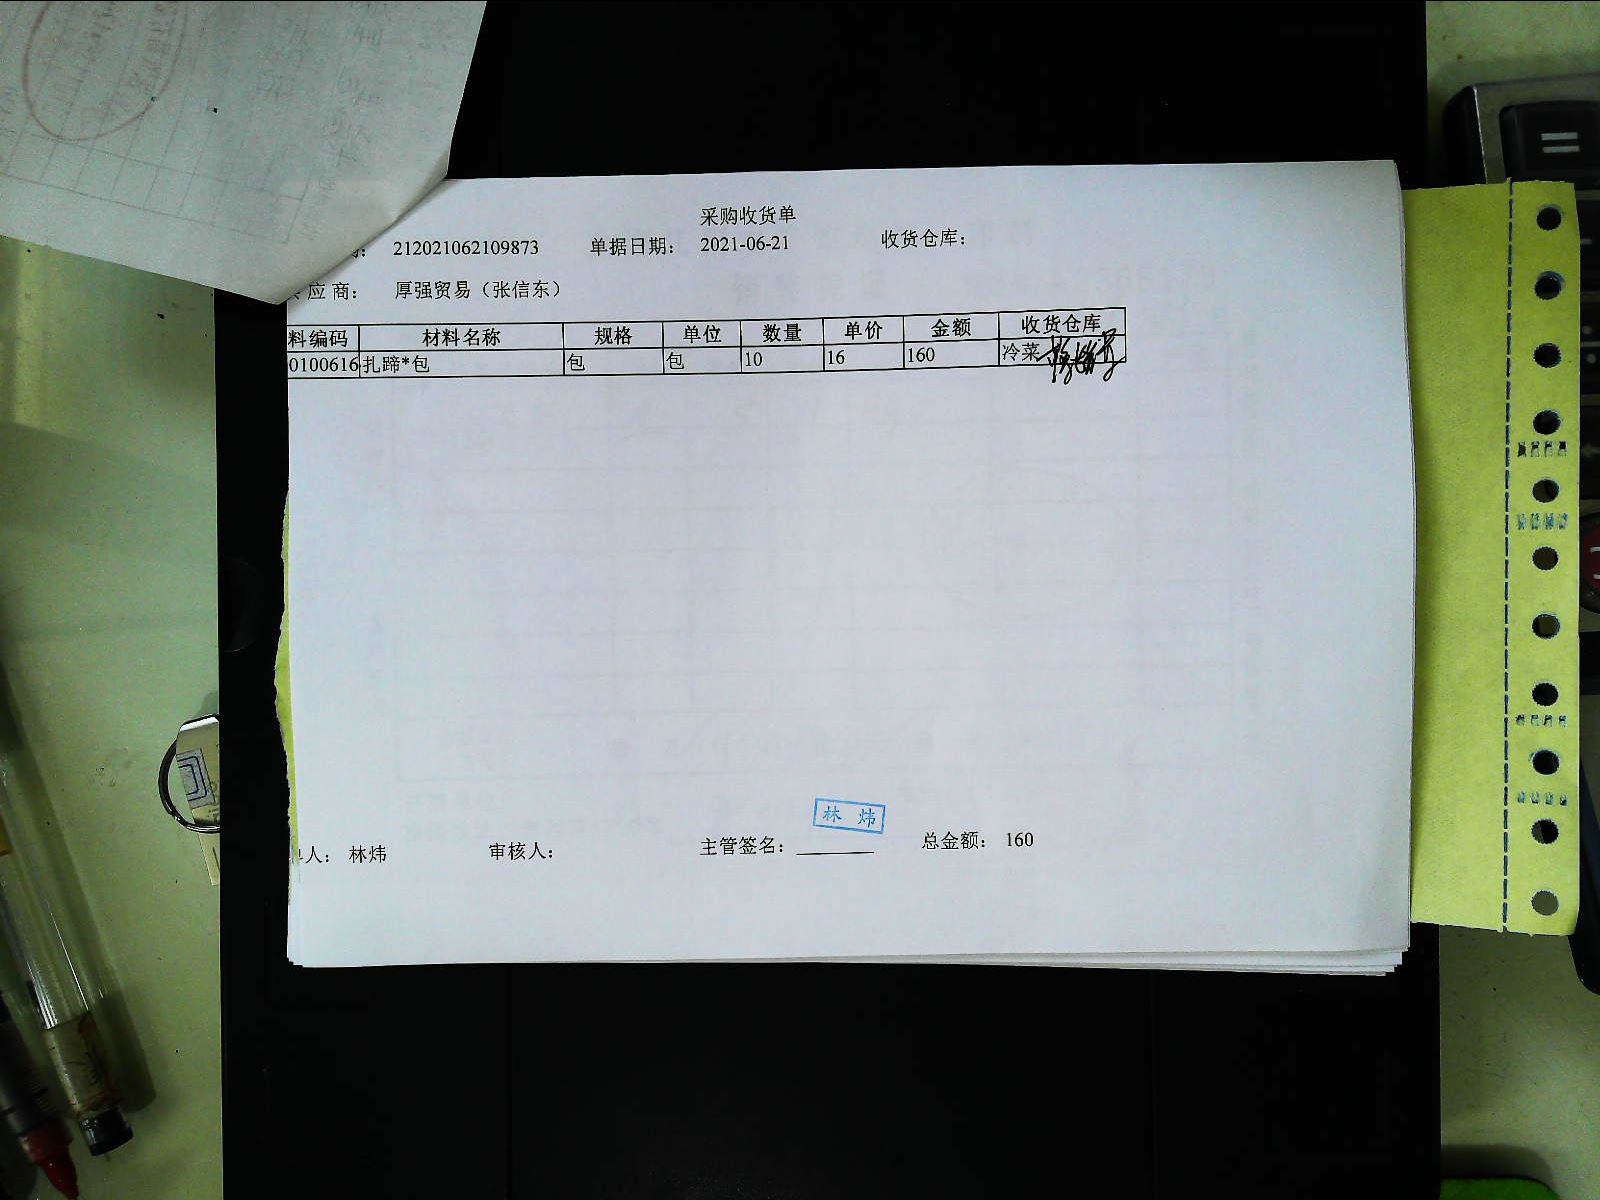 采购收货单
212021062109873 单据日期： 2021-06-21 收货仓库：
应商： 厚强贸易（张信东）
料编码 材料名称 规格 单位 数量 单价 金额 收货仓库
0100616 扎蹄*包 包 包 10 16 160 冷菜
林 炜
人： 林炜 审核人： 主管签名： 总金额： 160